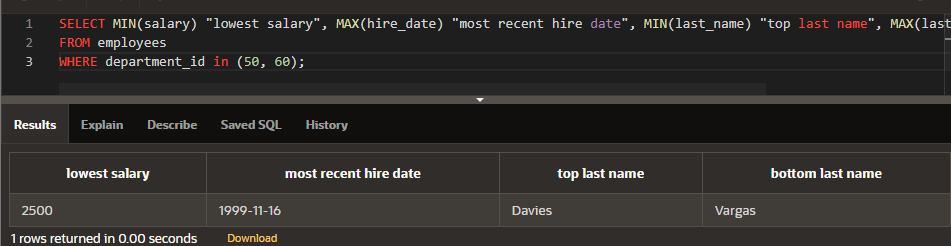 1 SELECT MIN(salary) "lowest salary", MAX(hire_date) "most recent hire date", MIN(last_name) "top last name", MAX(last
2 FROM employees
3 WHERE department_id in (50, 60);
Results Explain Describe Saved SQL History
lowest salary most recent hire date top last name bottom last name
2500 1999-11-16 Davies Vargas
1 rows returned in 0.00 seconds Download